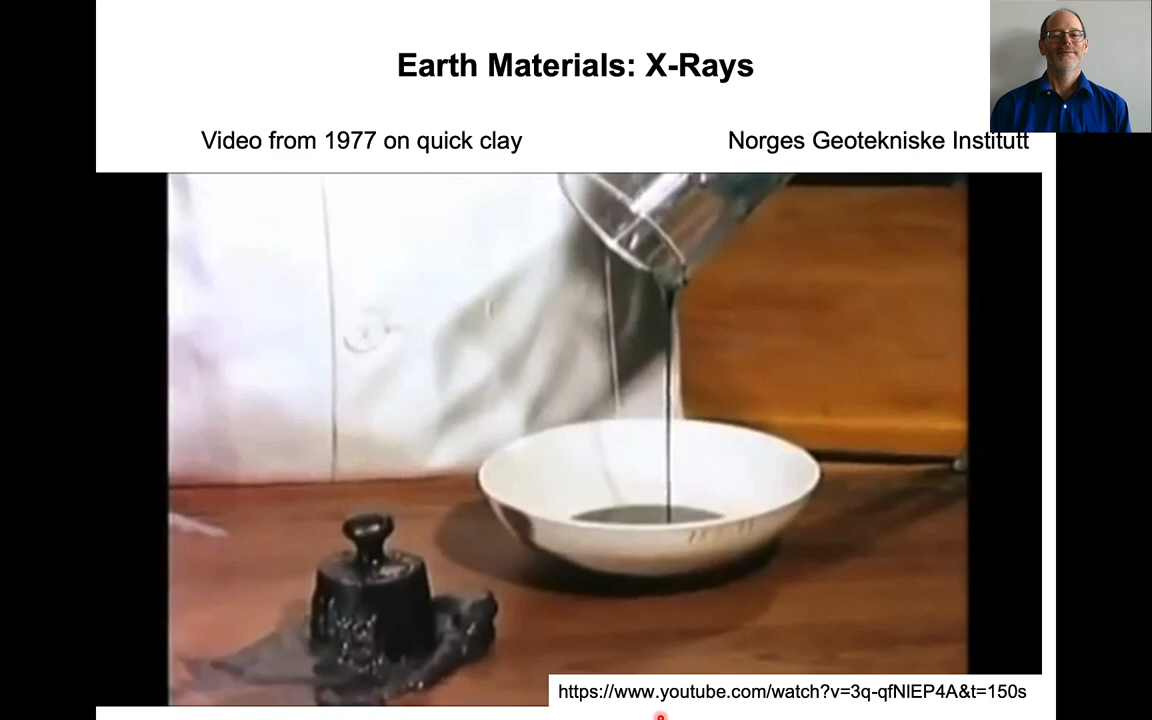 Earth Materials: X-Rays
Video from 1977 on quick clay
Norges Geotekniske Institutt
https://www.youtube.com/watch?v=3q-qfNlEP4A&t=150s